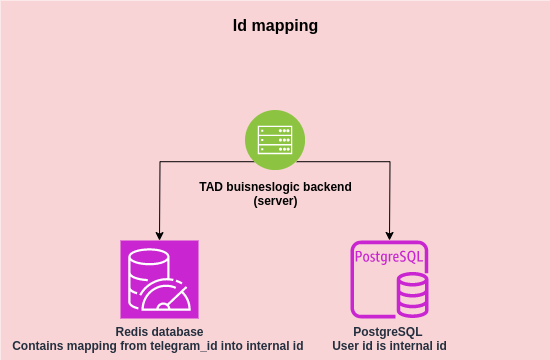 Id mapping
TAD buisneslogic backend
(server)
PostgreSQL
Redis database
Contains mapping from telegram_id into internal id
PostgreSQL
User id is internal id